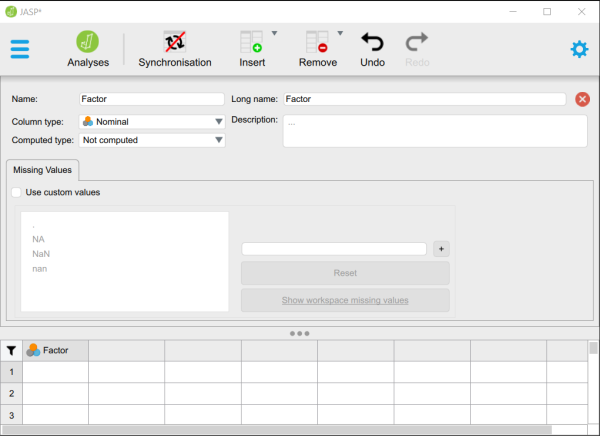 JASP*
Analyses
Synchronisation
Insert
Remove
Undo
Redo
Name:
Factor
Long name:
Factor
Column type:
Nominal
Description:
...
Computed type:
Not computed
Missing Values
Use custom values
.
NA
NaN
nan
+
Reset
Show workspace missing values
Factor
1
2
3